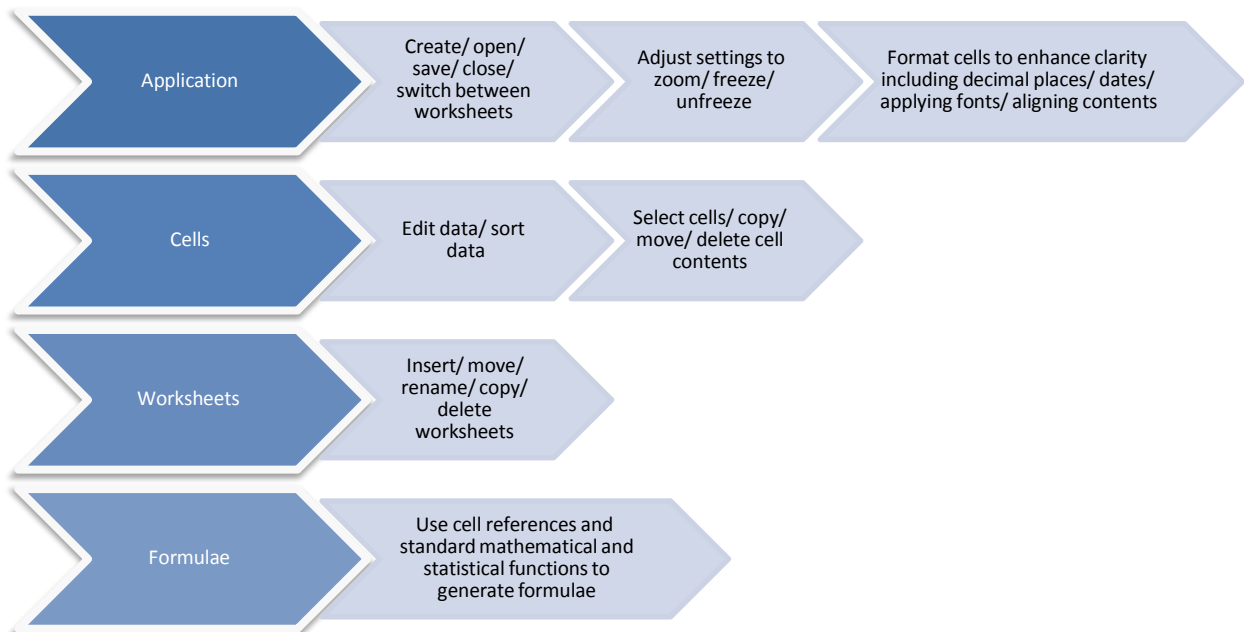 Application
Create/ open/
save/ close/
switch between
worksheets
Adjust settings to
zoom/ freeze/
unfreeze
Format cells to enhance clarity
including decimal places/ dates/
applying fonts/ aligning contents
Cells
Edit data/ sort
data
Select cells/ copy/
move/ delete cell
contents
Worksheets
Insert/ move/
rename/ copy/
delete
worksheets
Formulae
Use cell references and
standard mathematical and
statistical functions to
generate formulae